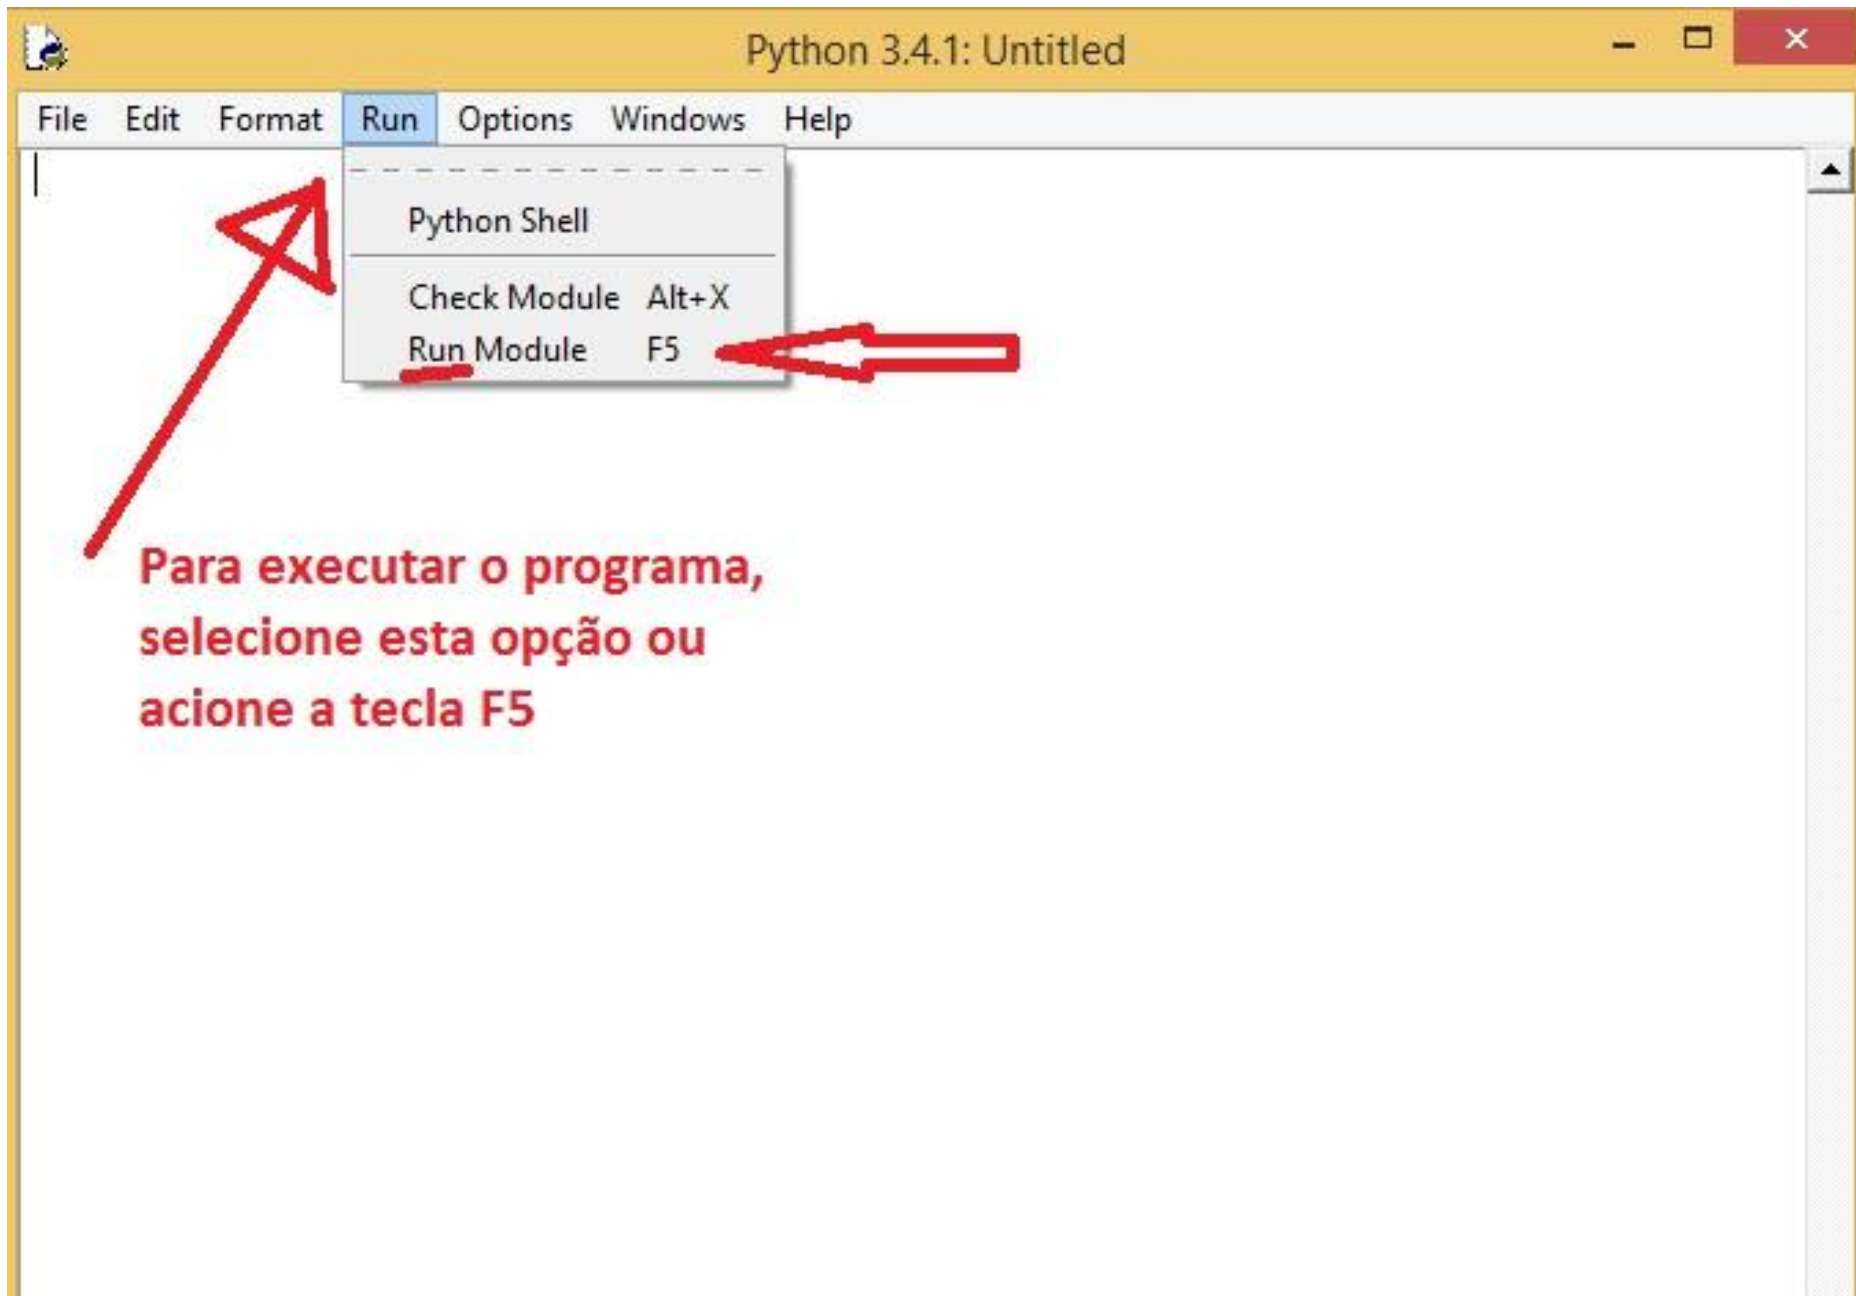 Python 3.4.1: Untitled
File Edit Format Run Options Windows Help
Python Shell
Check Module Alt+X
Run Module F5
Para executar o programa,
selecione esta opção ou
acione a tecla F5